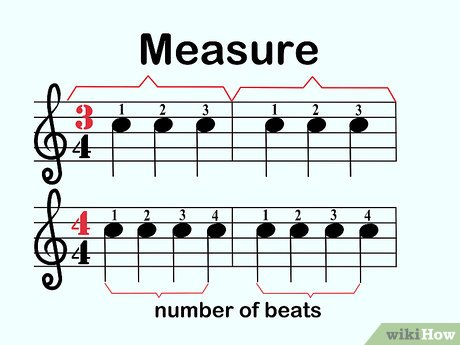 Measure
1 2 3 1 2 3
3
4
1 2 3 4 1 2 3 4
4
4
number of beats
wikiHow